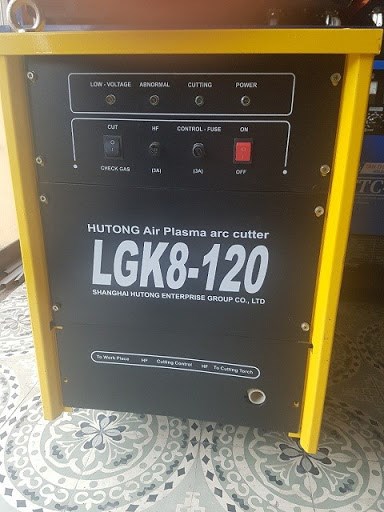 LOW - VOLTAGE ABNORMAL CUTTING POWER
CUT HF CONTROL - FUSE ON
CHECK GAS (3A) (3A) OFF
HUTONG Air Plasma arc cutter
LGK8-120
SHANGHAI HUTONG ENTERPRISE GROUP CO., LTD
To Work Piece HF Cutting Control HF To Cutting Torch